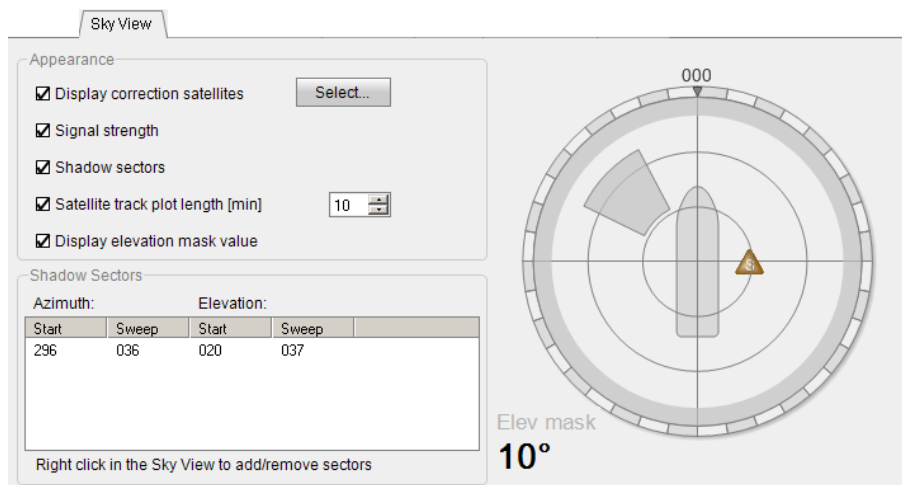 Sky View
Appearance
Display correction satellites
Select...
Signal strength
Shadow sectors
Satellite track plot length [min]
10
Display elevation mask value
Shadow Sectors
Azimuth: Elevation:
Start Sweep Start Sweep
296 036 020 037
Right click in the Sky View to add/remove sectors
000
Elev mask
10°